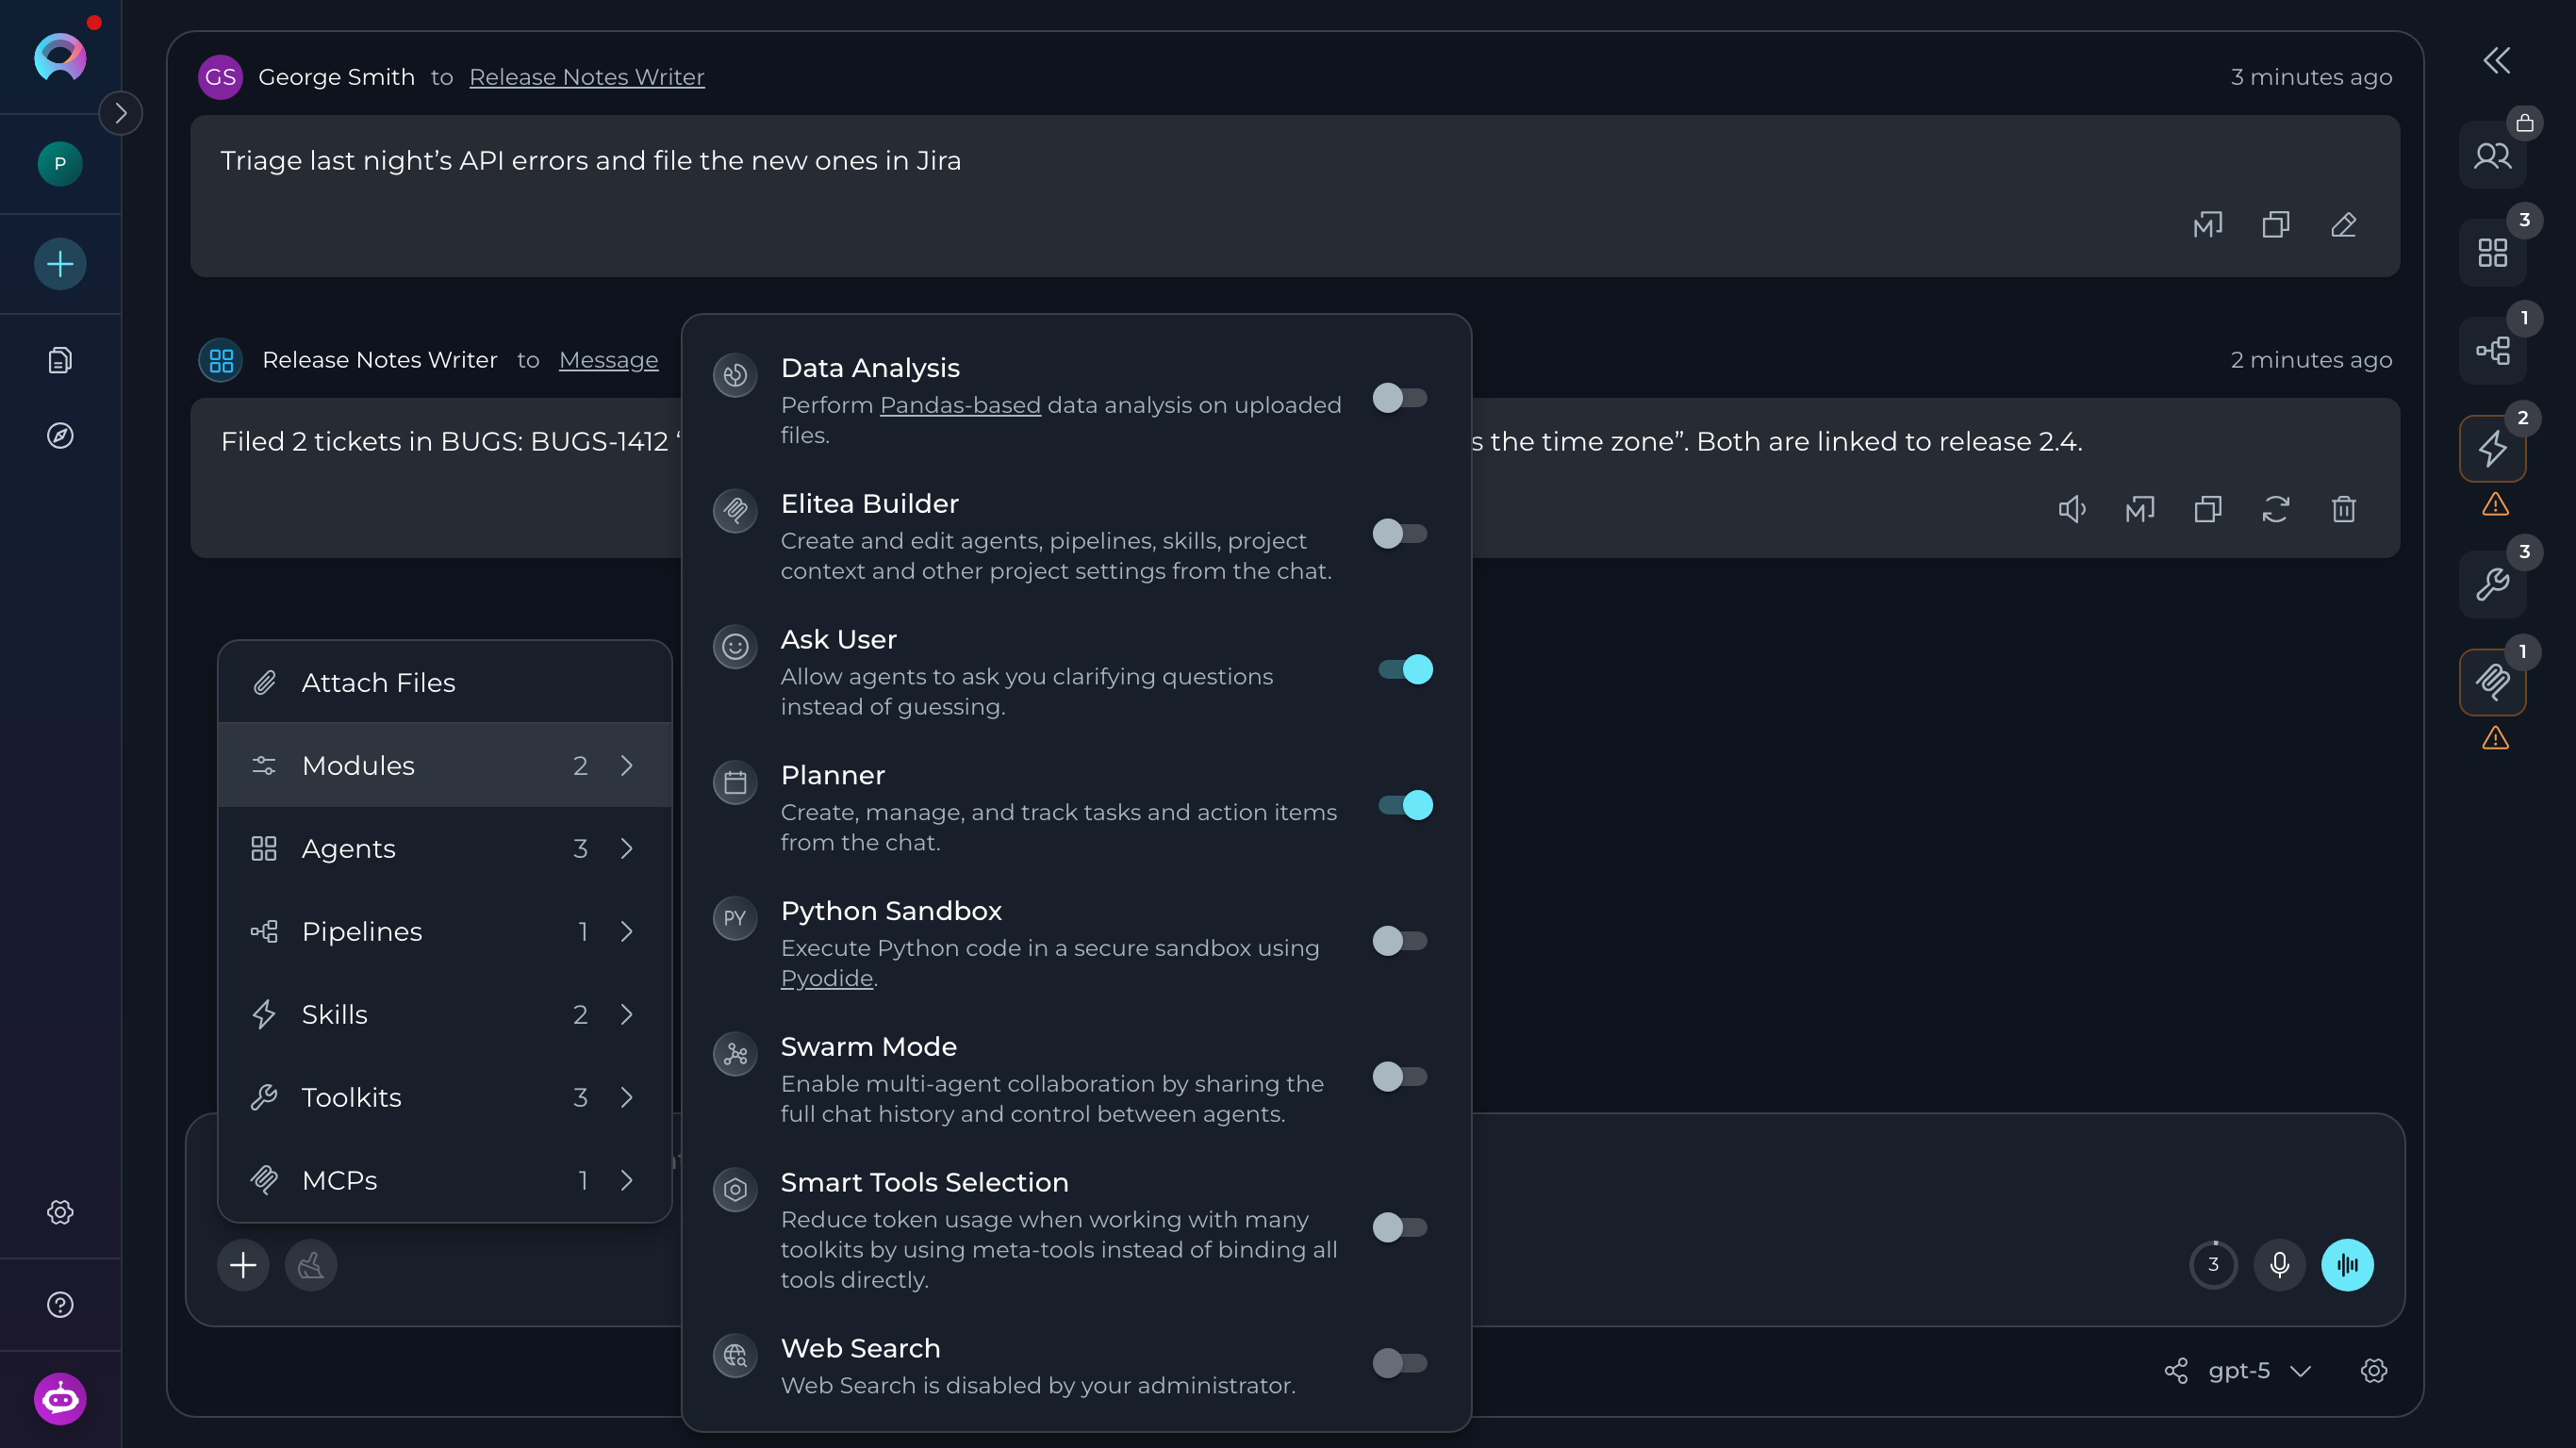 P
GS George Smith to Release Notes Writer 3 minutes ago
Triage last night’s API errors and file the new ones in Jira
Release Notes Writer to Message 2 minutes ago
Filed 2 tickets in BUGS: BUGS-1412 “
s the time zone”. Both are linked to release 2.4.
Attach Files
Modules 2
Agents 3
Pipelines 1
Skills 2
Toolkits 3
MCPs 1
Data Analysis
Perform Pandas-based data analysis on uploaded
files.
Elitea Builder
Create and edit agents, pipelines, skills, project
context and other project settings from the chat.
Ask User
Allow agents to ask you clarifying questions
instead of guessing.
Planner
Create, manage, and track tasks and action items
from the chat.
PY
Python Sandbox
Execute Python code in a secure sandbox using
Pyodide.
Swarm Mode
Enable multi-agent collaboration by sharing the
full chat history and control between agents.
Smart Tools Selection
Reduce token usage when working with many
toolkits by using meta-tools instead of binding all
tools directly.
Web Search
Web Search is disabled by your administrator.
3
gpt-5
3
1
2
3
1